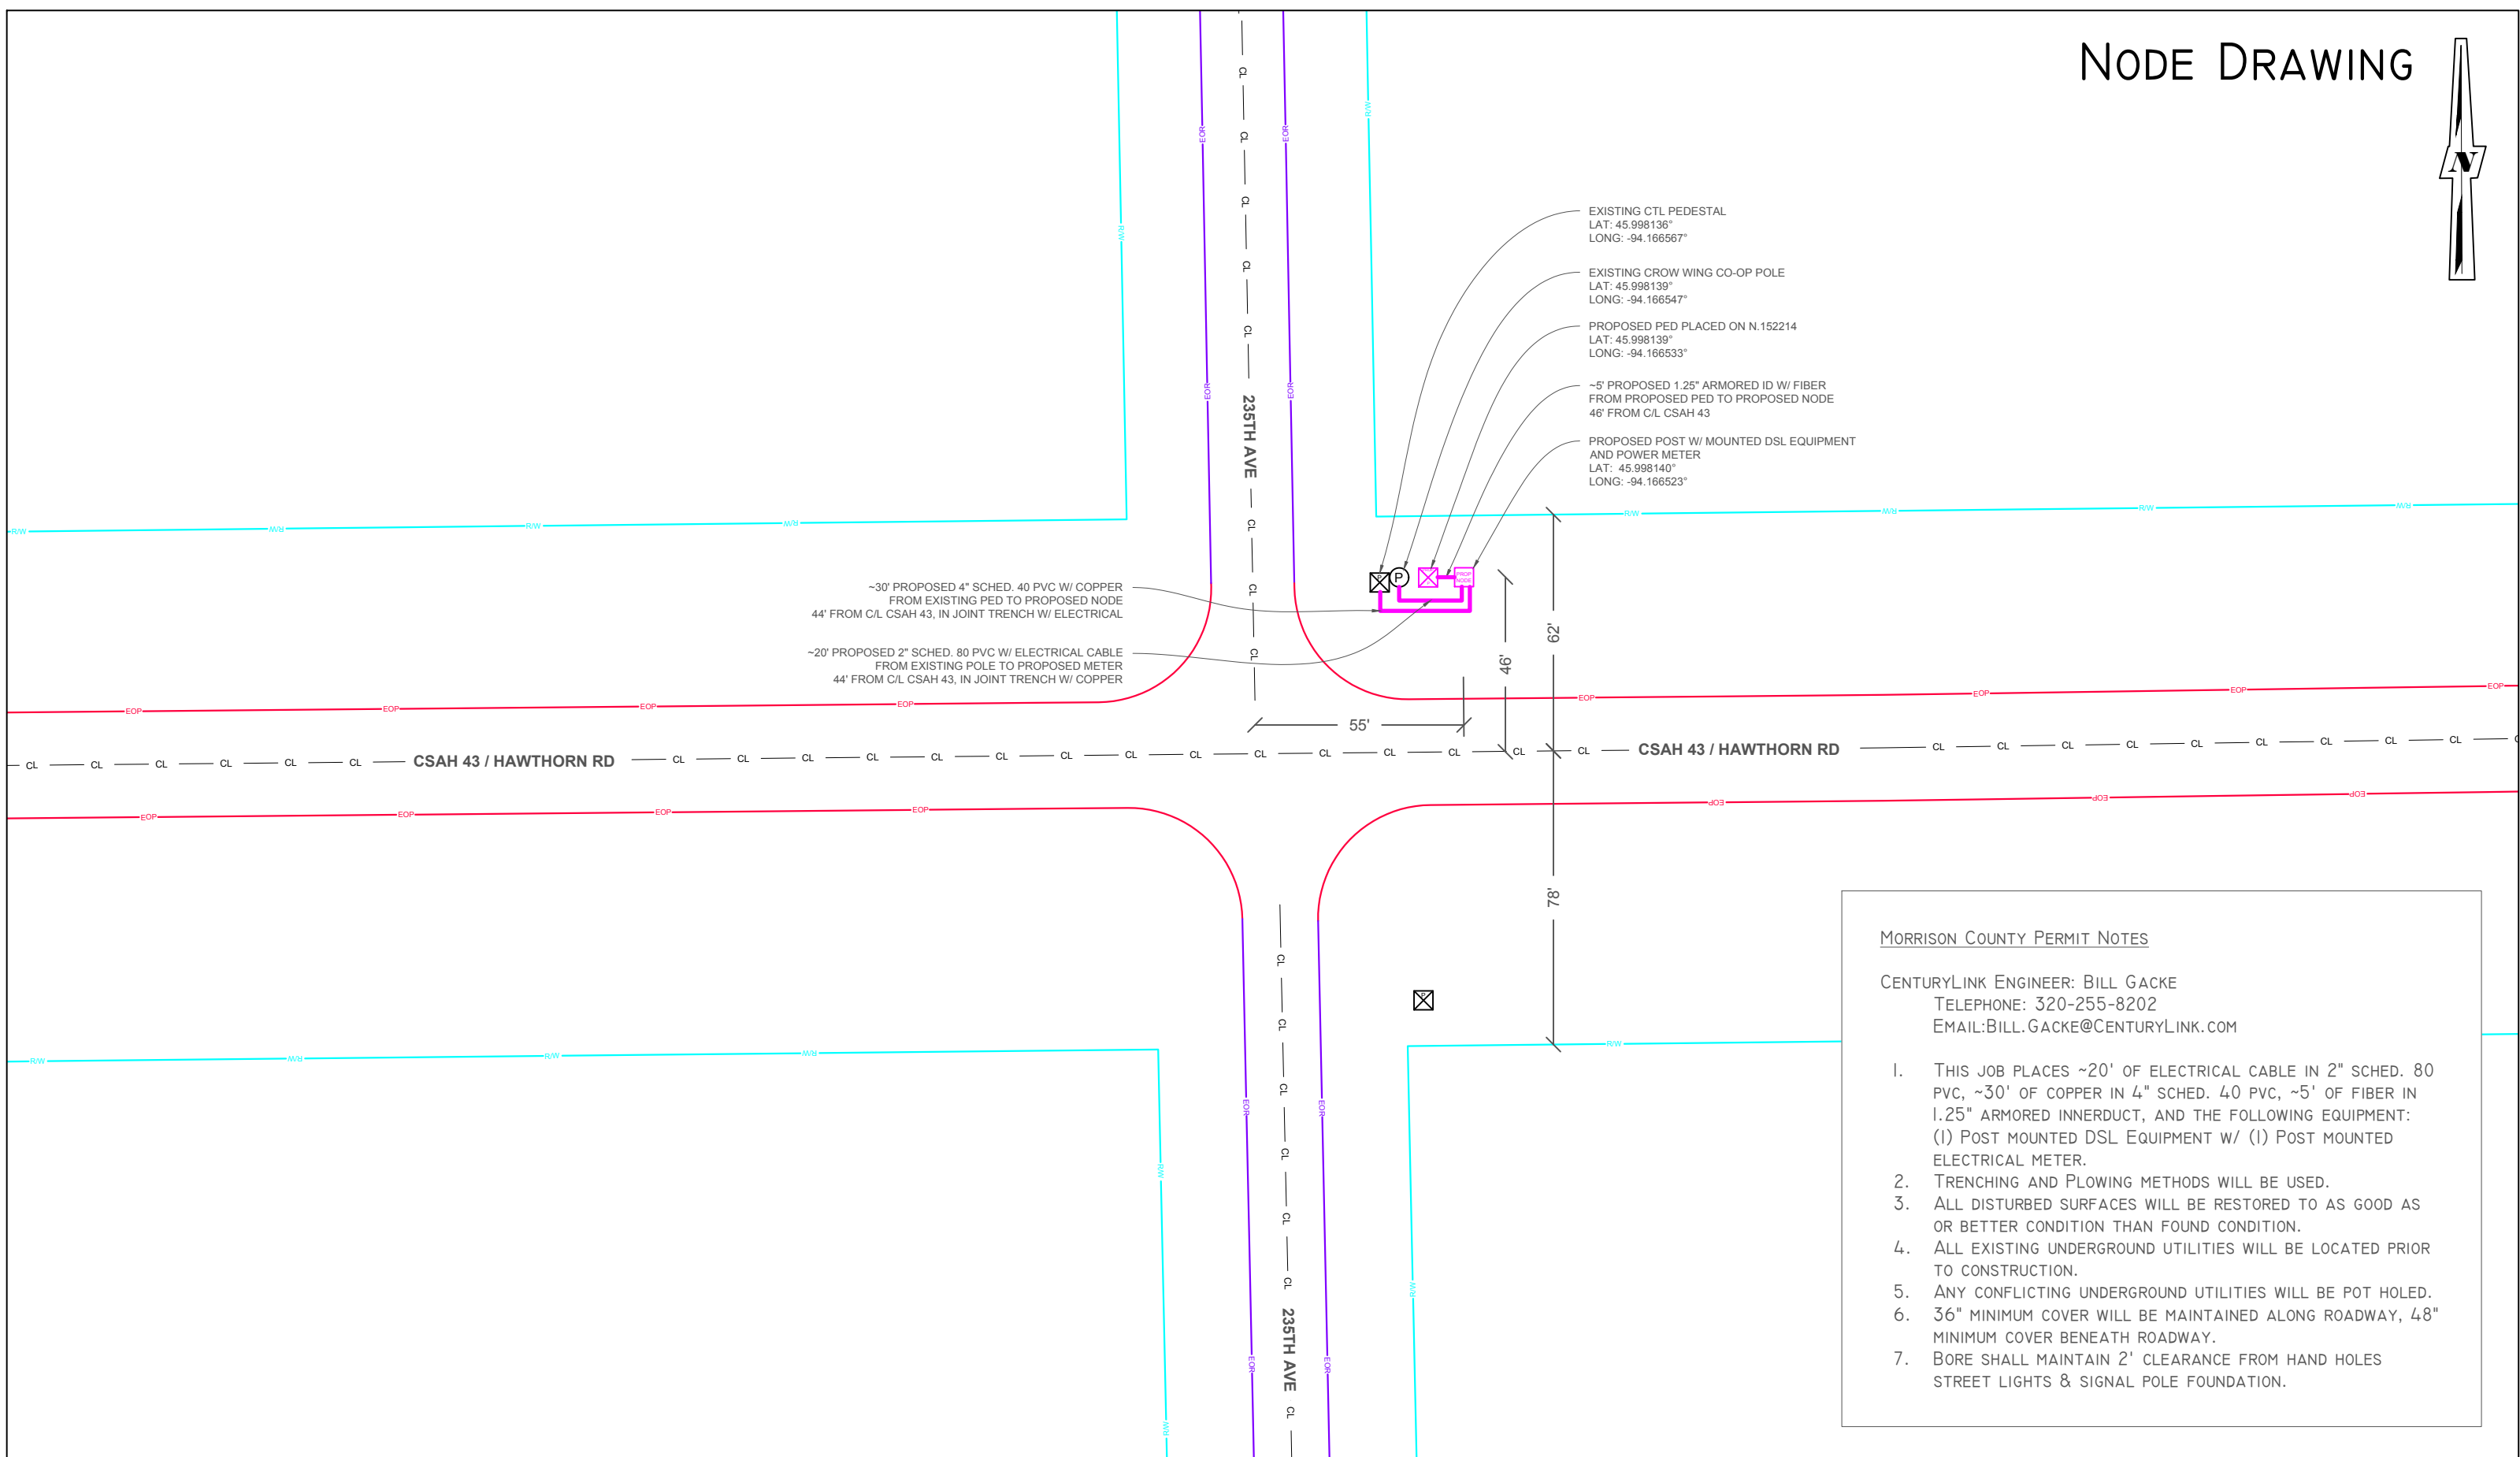 NODE DRAWING
N
EXISTING CTL PEDESTAL
LAT: 45.998136°
LONG: -94.166567°
EXISTING CROW WING CO-OP POLE
LAT: 45.998139°
LONG: -94.166547°
PROPOSED PED PLACED ON N.152214
LAT: 45.998139°
LONG: -94.166533°
~5' PROPOSED 1.25" ARMORED ID W/ FIBER
FROM PROPOSED PED TO PROPOSED NODE
46' FROM C/L CSAH 43
PROPOSED POST W/ MOUNTED DSL EQUIPMENT
AND POWER METER
LAT: 45.998140°
LONG: -94.166523°
235TH AVE
P
PROP
NODE
~30' PROPOSED 4" SCHED. 40 PVC W/ COPPER
FROM EXISTING PED TO PROPOSED NODE
44' FROM C/L CSAH 43, IN JOINT TRENCH W/ ELECTRICAL
~20' PROPOSED 2" SCHED. 80 PVC W/ ELECTRICAL CABLE
FROM EXISTING POLE TO PROPOSED METER
44' FROM C/L CSAH 43, IN JOINT TRENCH W/ COPPER
62'
46'
55'
78'
R/W
EOR
EOP
CL
CSAH 43 / HAWTHORN RD
CSAH 43 / HAWTHORN RD
235TH AVE
MORRISON COUNTY PERMIT NOTES
CENTURYLINK ENGINEER: BILL GACKE
TELEPHONE: 320-255-8202
EMAIL:BILL.GACKE@CENTURYLINK.COM
1. THIS JOB PLACES ~20' OF ELECTRICAL CABLE IN 2" SCHED. 80
PVC, ~30' OF COPPER IN 4" SCHED. 40 PVC, ~5' OF FIBER IN
1.25" ARMORED INNERDUCT, AND THE FOLLOWING EQUIPMENT:
(1) POST MOUNTED DSL EQUIPMENT W/ (1) POST MOUNTED
ELECTRICAL METER.
2. TRENCHING AND PLOWING METHODS WILL BE USED.
3. ALL DISTURBED SURFACES WILL BE RESTORED TO AS GOOD AS
OR BETTER CONDITION THAN FOUND CONDITION.
4. ALL EXISTING UNDERGROUND UTILITIES WILL BE LOCATED PRIOR
TO CONSTRUCTION.
5. ANY CONFLICTING UNDERGROUND UTILITIES WILL BE POT HOLED.
6. 36" MINIMUM COVER WILL BE MAINTAINED ALONG ROADWAY, 48"
MINIMUM COVER BENEATH ROADWAY.
7. BORE SHALL MAINTAIN 2' CLEARANCE FROM HAND HOLES
STREET LIGHTS & SIGNAL POLE FOUNDATION.